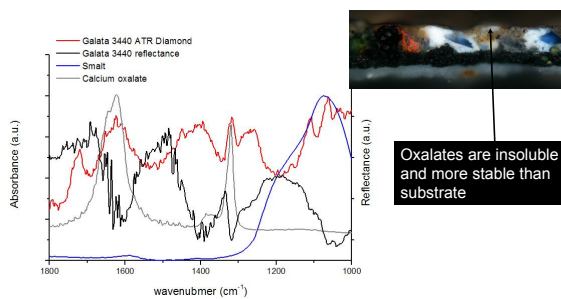 Galata 3440 ATR Diamond
Galata 3440 reflectance
Smalt
Calcium oxalate
Absorbance (a.u.)
Reflectance (a.u.)
1800
1600
1400
1200
1000
wavenubmer (cm⁻¹)
Oxalates are insoluble
and more stable than
substrate